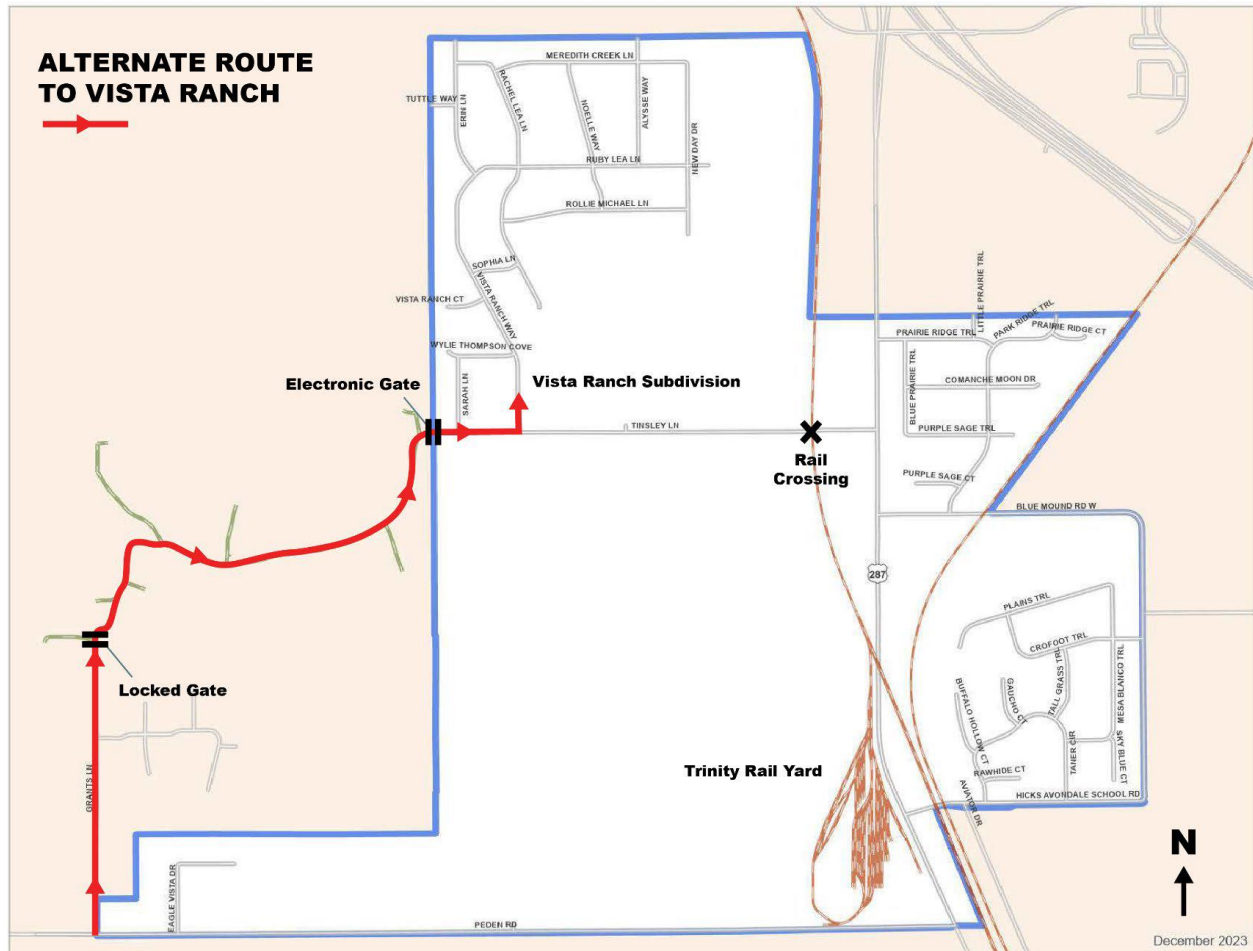 ALTERNATE ROUTE
TO VISTA RANCH
MEREDITH CREEK LN
TUTTLE WAY
ERIN LN
RACHEL LEA LN
NOELLE WAY
ALYSSE WAY
NEW DAY DR
RUBY LEA LN
ROLLIE MICHAEL LN
SOPHIA LN
VISTA RANCH WAY
VISTA RANCH CT
WYLIE THOMPSON COVE
SARAH LN
Electronic Gate
Vista Ranch Subdivision
TINSLEY LN
Rail
Crossing
LITTLE PRAIRIE TRL
PARK RIDGE TRL
PRAIRIE RIDGE TRL
PRAIRIE RIDGE CT
BLUE PRAIRIE TRL
COMANCHE MOON DR
PURPLE SAGE TRL
PURPLE SAGE CT
BLUE MOUND RD W
287
PLAINS TRL
CROFOOT TRL
TALL GRASS TRL
MESA BLANCO TRL
BUFFALO HOLLOW CT
GAUCHO CT
TANER CIR
SKY BLUE CT
RAWHIDE CT
HICKS AVONDALE SCHOOL RD
AVIATOR DR
Locked Gate
GRANTS LN
Trinity Rail Yard
EAGLE VISTA DR
PEDEN RD
N
December 2023